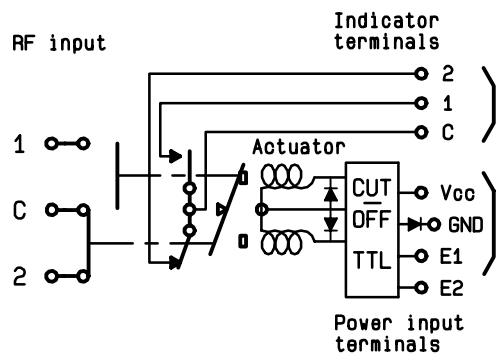 Indicator
terminals
RF input
2
1
C
1
Actuator
CUT
OFF
TTL
Vcc
C
GND
E1
2
E2
Power input
terminals